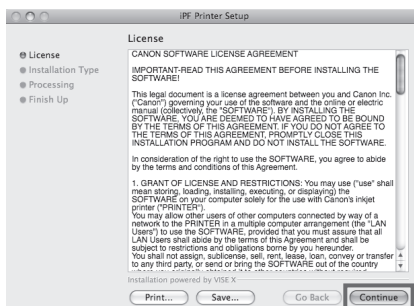 iPF Printer Setup
License
License
Installation Type
Processing
Finish Up
CANON SOFTWARE LICENSE AGREEMENT
IMPORTANT-READ THIS AGREEMENT BEFORE INSTALLING THE
SOFTWARE!
This legal document is a license agreement between you and Canon Inc.
("Canon") governing your use of the software and the online or electric
manual (collectively, the "SOFTWARE"). BY INSTALLING THE
SOFTWARE, YOU ARE DEEMED TO HAVE AGREED TO BE BOUND
BY THE TERMS OF THIS AGREEMENT. IF YOU DO NOT AGREE TO
THE TERMS OF THIS AGREEMENT, PROMPTLY CLOSE THIS
INSTALLATION PROGRAM AND DO NOT INSTALL THE SOFTWARE.
In consideration of the right to use the SOFTWARE, you agree to abide
by the terms and conditions of this Agreement.
1. GRANT OF LICENSE AND RESTRICTIONS: You may use ("use" shall
mean storing, loading, installing, executing, or displaying) the
SOFTWARE on your computer solely for the use with Canon's inkjet
printer ("PRINTER").
You may allow other users of other computers connected by way of a
network to the PRINTER in a multiple computer arrangement (the "LAN
Users") to use the SOFTWARE, provided that you must assure that all
LAN Users shall abide by the terms of this Agreement and shall be
subject to restrictions and obligations borne by you hereunder.
You shall not assign, sublicense, sell, rent, lease, loan, convey or transfer
to any third party, or send or bring the SOFTWARE out of the country
Installation powered by VISE X
Print...
Save...
Go Back
Continue